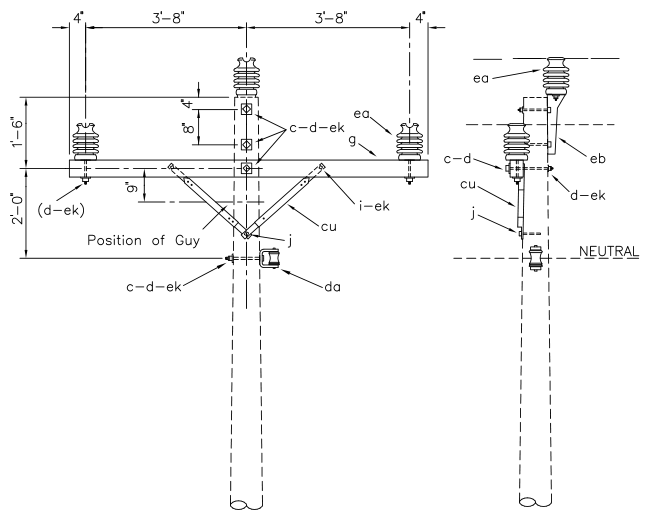 4"
3'-8"
3'-8"
4"
ea
4"
c-d-ek
ea
8"
g
1'-6"
c-d
eb
9"
cu
d-ek
2'-0"
(d-ek)
i-ek
j
cu
Position of Guy
j
NEUTRAL
c-d-ek
da